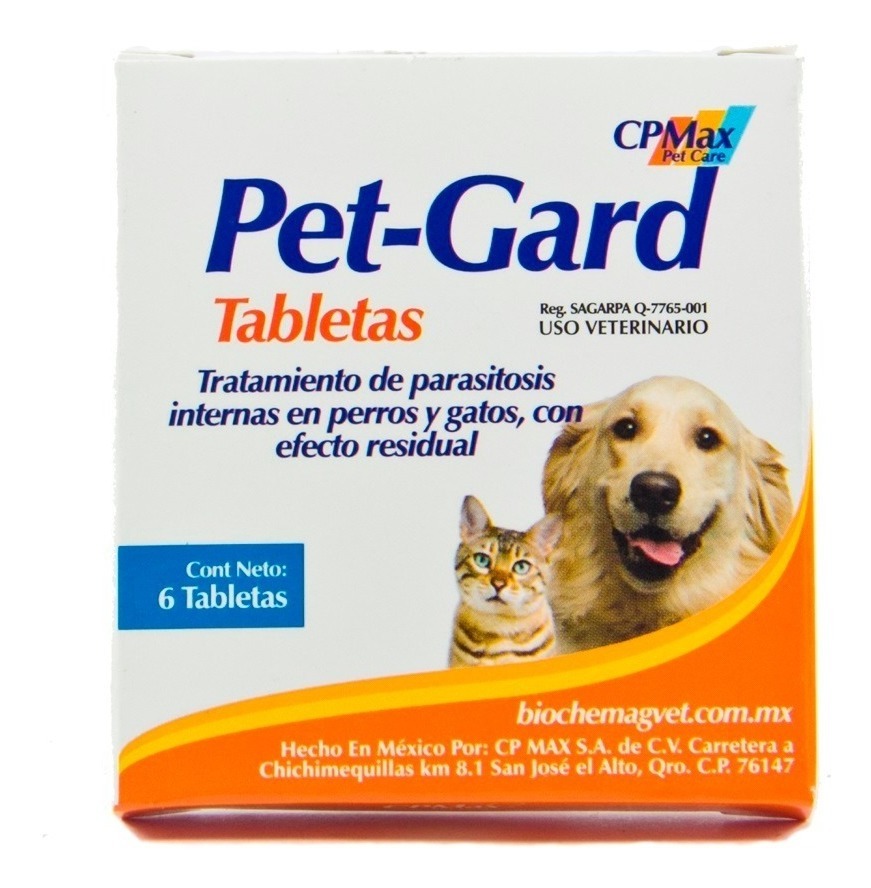 CPMax
Pet Care
Pet-Gard
Tabletas
Reg. SAGARPA Q-7765-001
USO VETERINARIO
Tratamiento de parasitosis
internas en perros y gatos, con
efecto residual
Cont Neto:
6 Tabletas
biochemagvet.com.mx
Hecho En México Por: CP MAX S.A. de C.V. Carretera a
Chichimequillas km 8.1 San José el Alto, Qro. C.P. 76147
CP Max